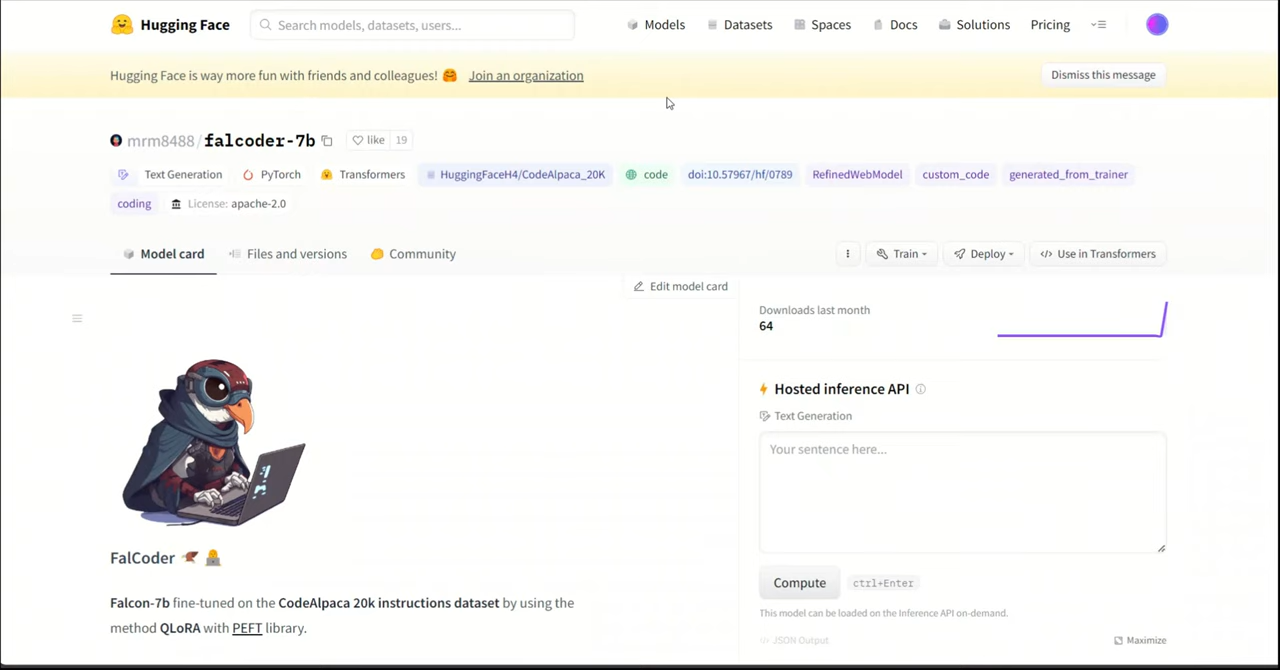 Hugging Face
Search models, datasets, users...
Models
Datasets
Spaces
Docs
Solutions
Pricing
Hugging Face is way more fun with friends and colleagues! 🤗 Join an organization
Dismiss this message
mrm8488/falcoder-7b
like 19
Text Generation
PyTorch
Transformers
HuggingFaceH4/CodeAlpaca_20K
code
doi:10.57967/hf/0789
RefinedWebModel
custom_code
generated_from_trainer
coding
License: apache-2.0
Model card
Files and versions
Community
Train
Deploy
</> Use in Transformers
Edit model card
Downloads last month
64
Hosted inference API
Text Generation
Your sentence here...
Compute
ctrl+Enter
This model can be loaded on the Inference API on-demand.
</> JSON Output
Maximize
FalCoder
Falcon-7b fine-tuned on the CodeAlpaca 20k instructions dataset by using the
method QLoRA with PEFT library.